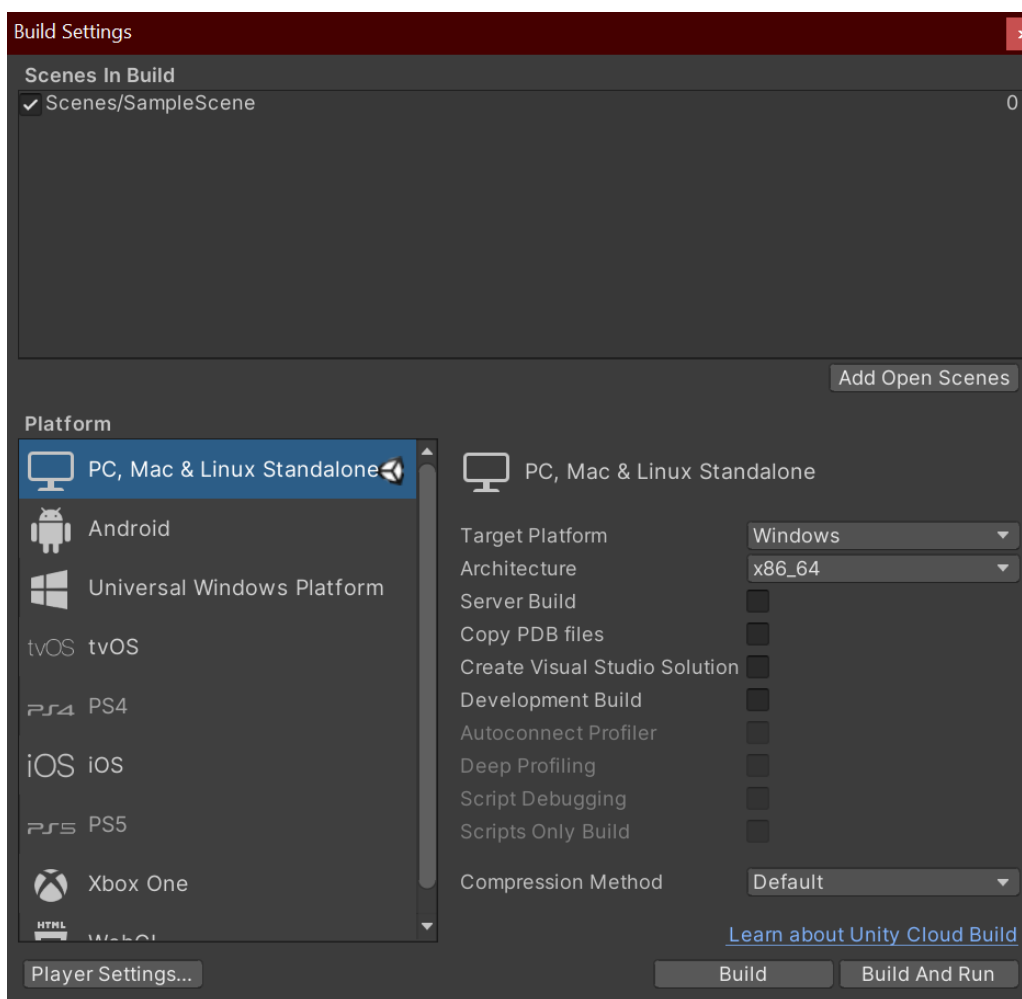 Build Settings
Scenes In Build
Scenes/SampleScene 0
Add Open Scenes
Platform
PC, Mac & Linux Standalone
Android
Universal Windows Platform
tvOS tvOS
PS4 PS4
iOS iOS
PS5 PS5
Xbox One
HTML
PC, Mac & Linux Standalone
Target Platform Windows
Architecture x86_64
Server Build
Copy PDB files
Create Visual Studio Solution
Development Build
Autoconnect Profiler
Deep Profiling
Script Debugging
Scripts Only Build
Compression Method Default
Learn about Unity Cloud Build
Player Settings... Build Build And Run